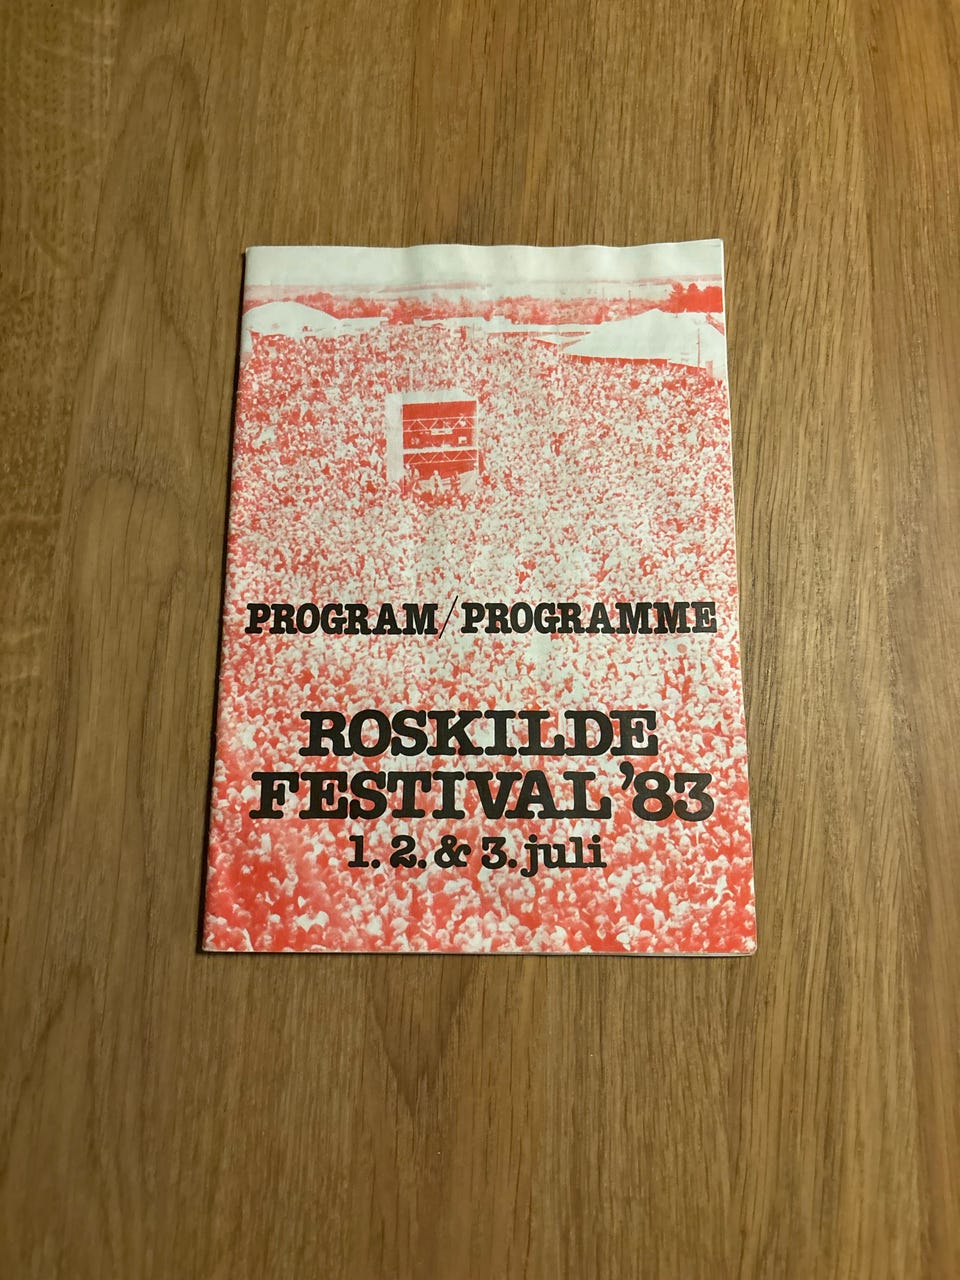 PROGRAM/PROGRAMME
ROSKILDE
FESTIVAL '83
1. 2. & 3. juli